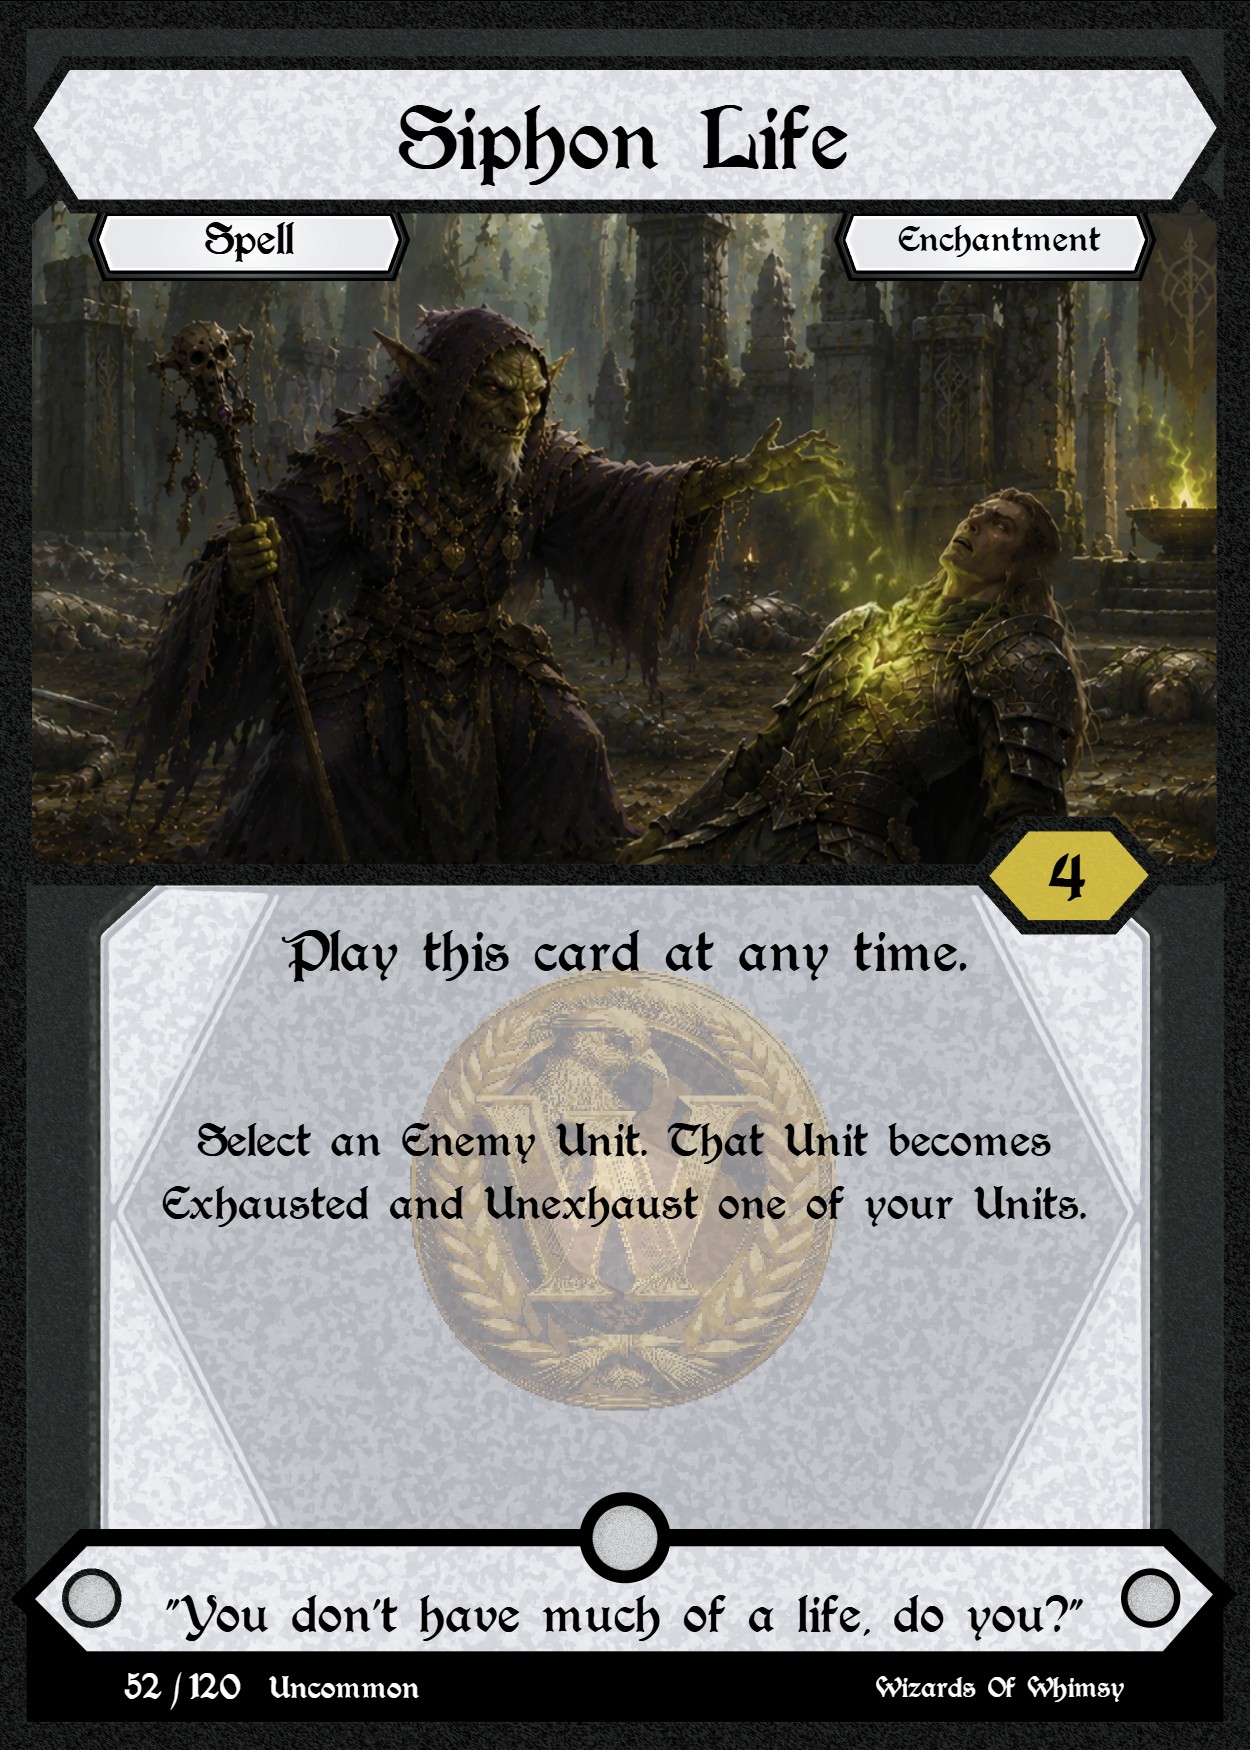 Siphon Life
Spell
Enchantment
4
Play this card at any time.
Select an Enemy Unit. That Unit becomes
Exhausted and Unexhaust one of your Units.
W
"You don't have much of a life, do you?"
52 / 120 Uncommon
Wizards Of Whimsy